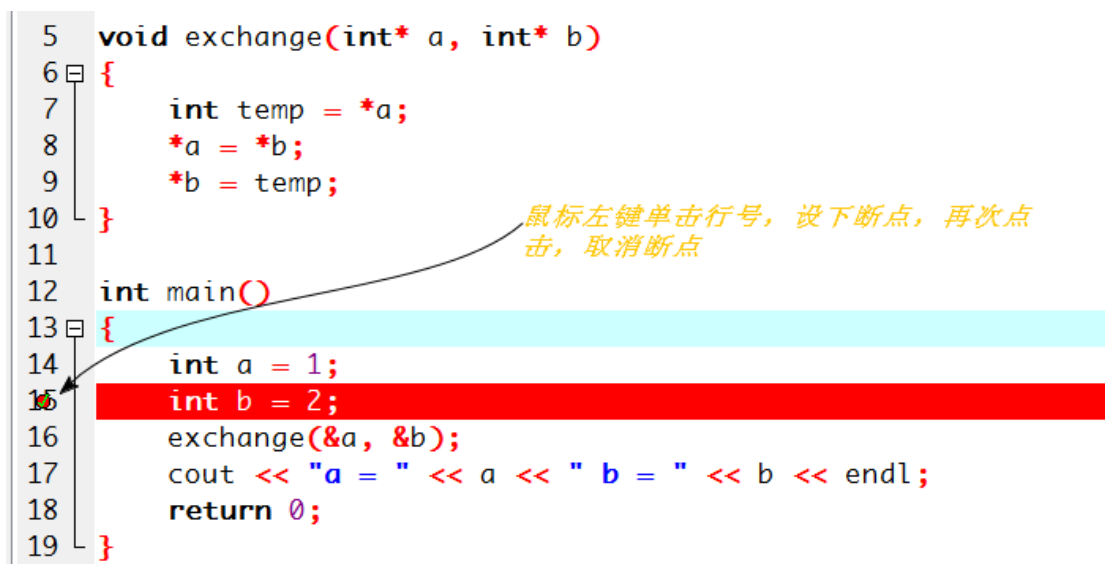 5 void exchange(int* a, int* b)
6 {
7 int temp = *a;
8 *a = *b;
9 *b = temp;
10 }
鼠标左键单击行号，设下断点，再次点
击，取消断点
11
12 int main()
13 {
14 int a = 1;
15 int b = 2;
16 exchange(&a, &b);
17 cout << "a = " << a << " b = " << b << endl;
18 return 0;
19 }